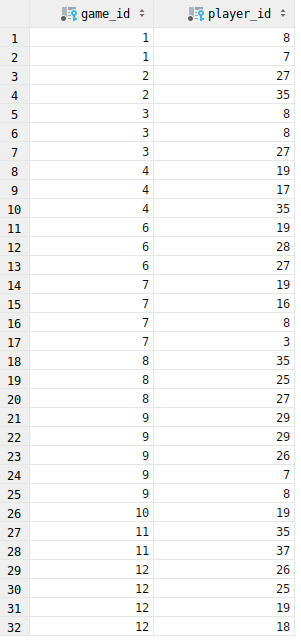 game_id player_id
1 1 8
2 1 7
3 2 27
4 2 35
5 3 8
6 3 8
7 3 27
8 4 19
9 4 17
10 4 35
11 6 19
12 6 28
13 6 27
14 7 19
15 7 16
16 7 8
17 7 3
18 8 35
19 8 25
20 8 27
21 9 29
22 9 29
23 9 26
24 9 7
25 9 8
26 10 19
27 11 35
28 11 37
29 12 26
30 12 25
31 12 19
32 12 18